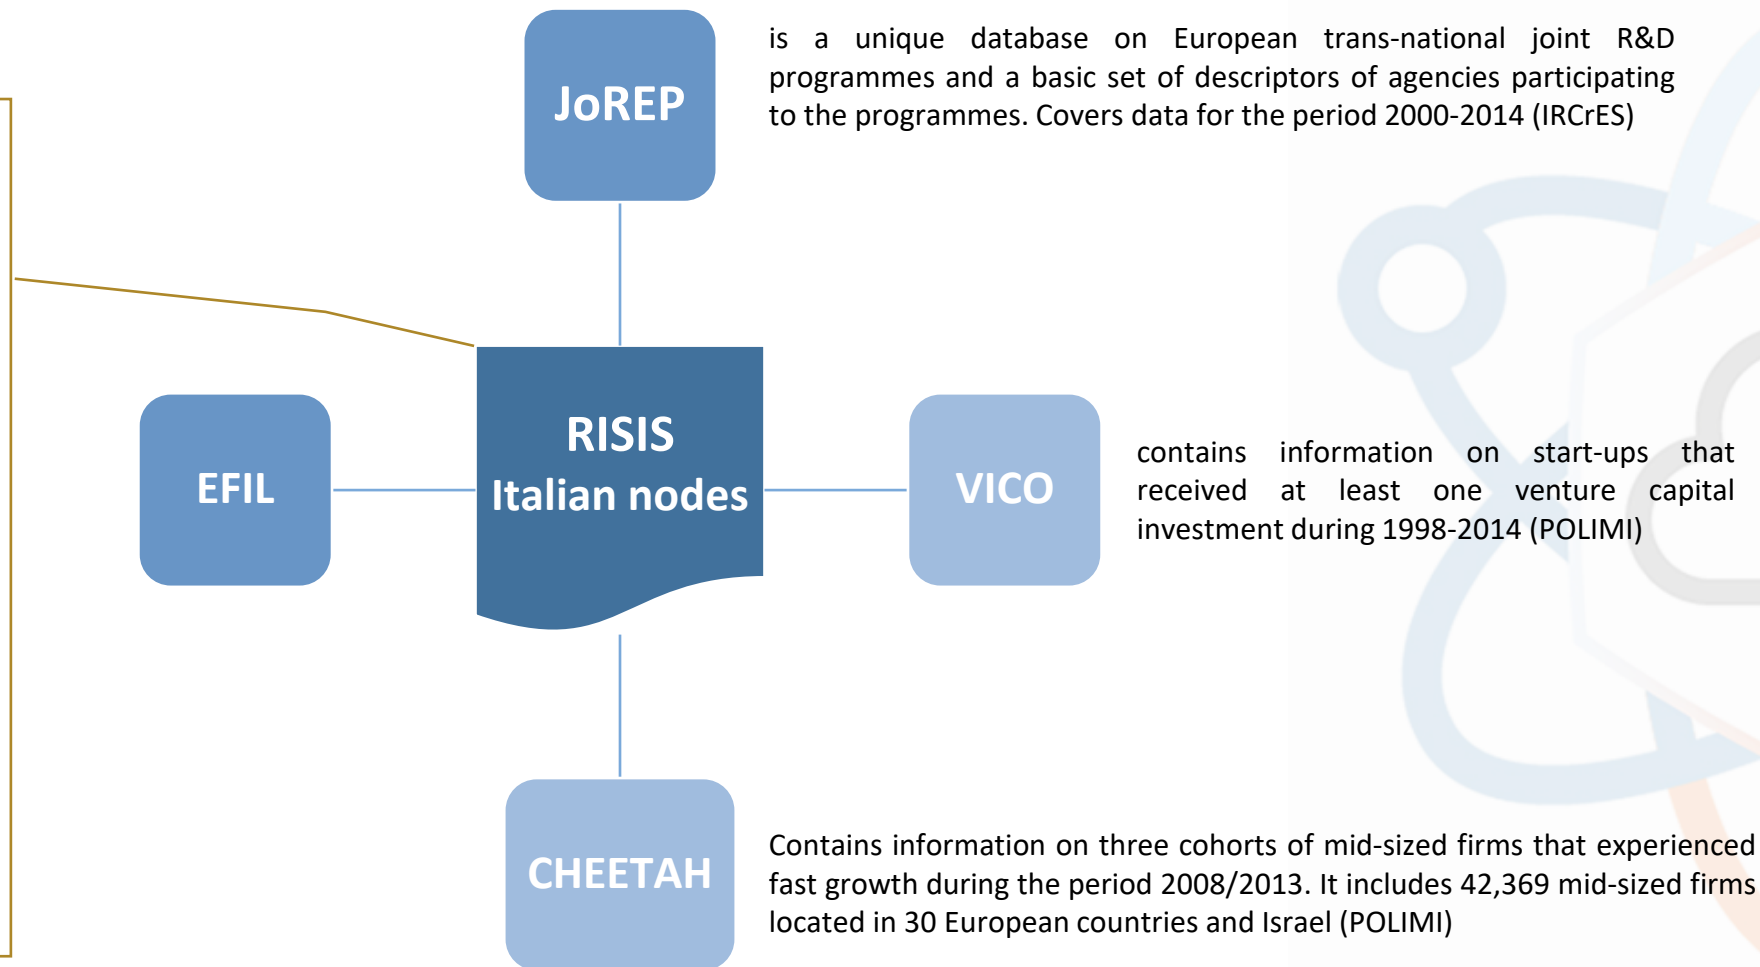 JoREP
is a unique database on European trans-national joint R&D
programmes and a basic set of descriptors of agencies participating
to the programmes. Covers data for the period 2000-2014 (IRCrES)
EFIL
RISIS
Italian nodes
VICO
contains information on start-ups that
received at least one venture capital
investment during 1998-2014 (POLIMI)
CHEETAH
Contains information on three cohorts of mid-sized firms that experienced
fast growth during the period 2008/2013. It includes 42,369 mid-sized firms
located in 30 European countries and Israel (POLIMI)